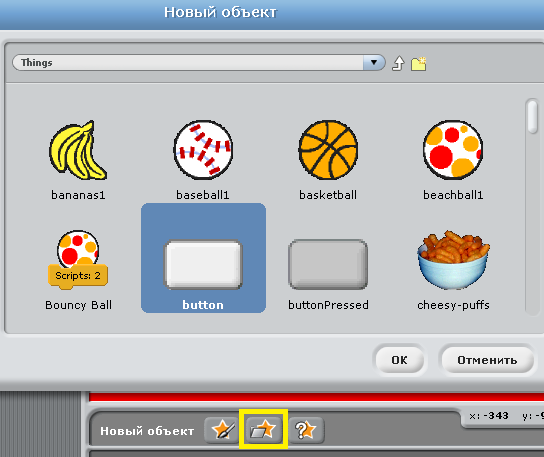 Новый объект
Things
bananas1
baseball1
basketball
beachball1
Scripts: 2
Bouncy Ball
button
buttonPressed
cheesy-puffs
OK
Отменить
Новый объект
?
x: -343 y: